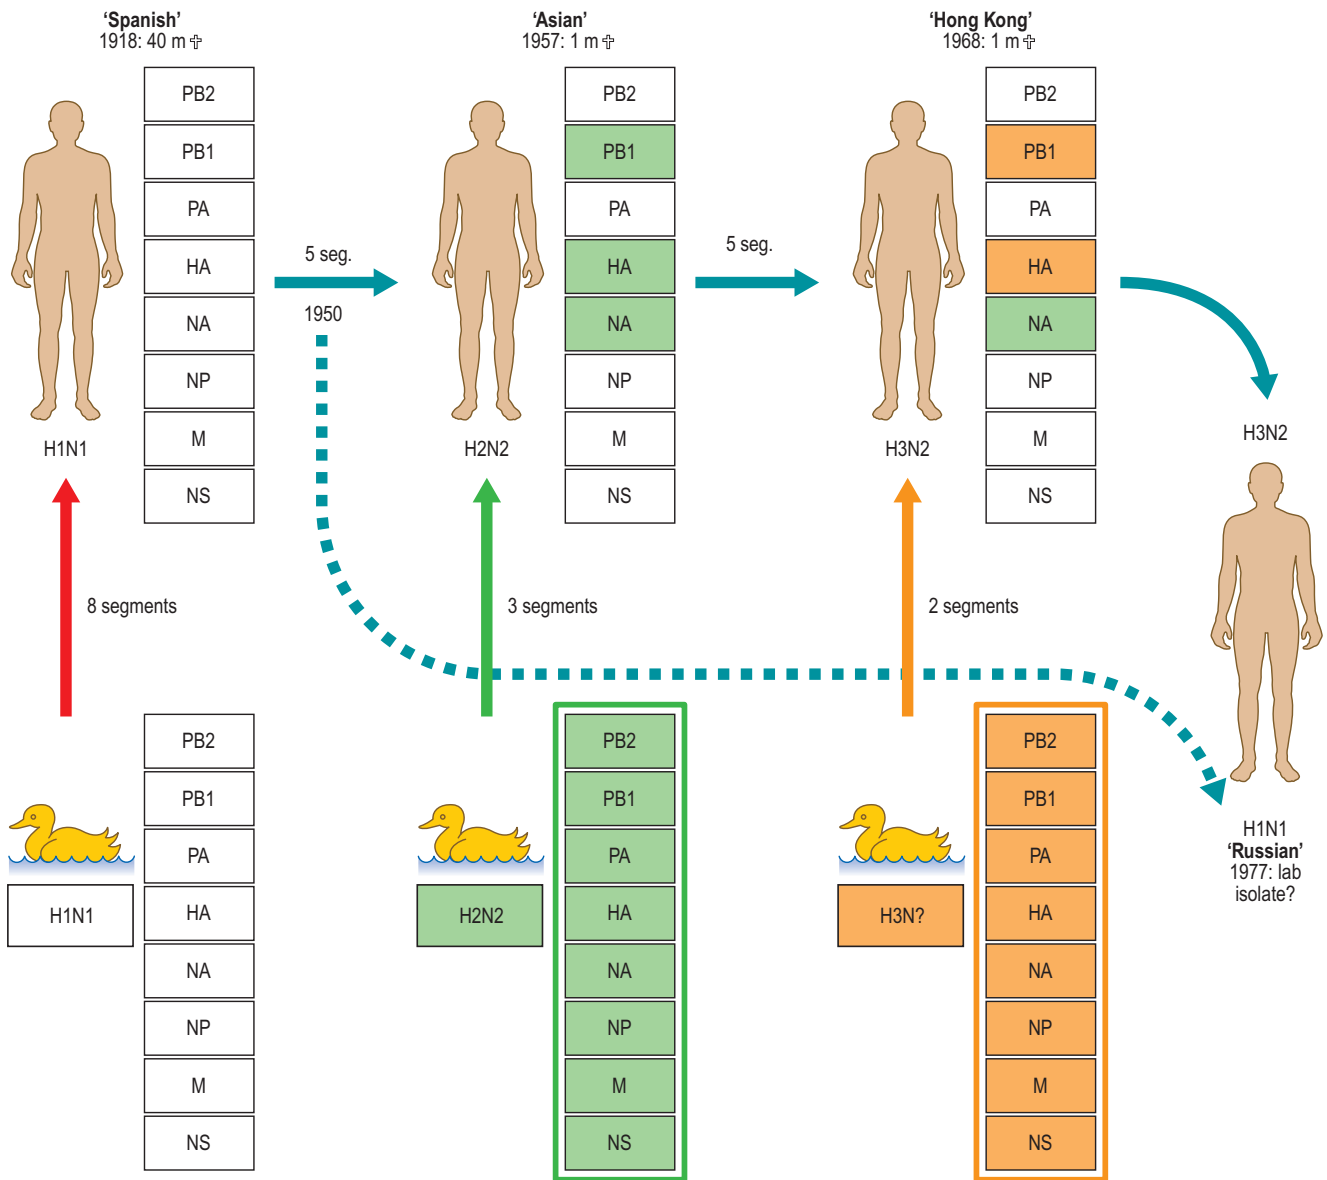 ‘Spanish’
1918: 40 m ✞
PB2
PB1
PA
HA
NA
NP
M
NS
H1N1
5 seg.
1950
‘Asian’
1957: 1 m ✞
PB2
PB1
PA
HA
NA
NP
M
NS
H2N2
5 seg.
‘Hong Kong’
1968: 1 m ✞
PB2
PB1
PA
HA
NA
NP
M
NS
H3N2
H3N2
8 segments
3 segments
2 segments
PB2
PB1
PA
HA
NA
NP
M
NS
H1N1
PB2
PB1
PA
HA
NA
NP
M
NS
H2N2
PB2
PB1
PA
HA
NA
NP
M
NS
H3N?
H1N1
‘Russian’
1977: lab
isolate?